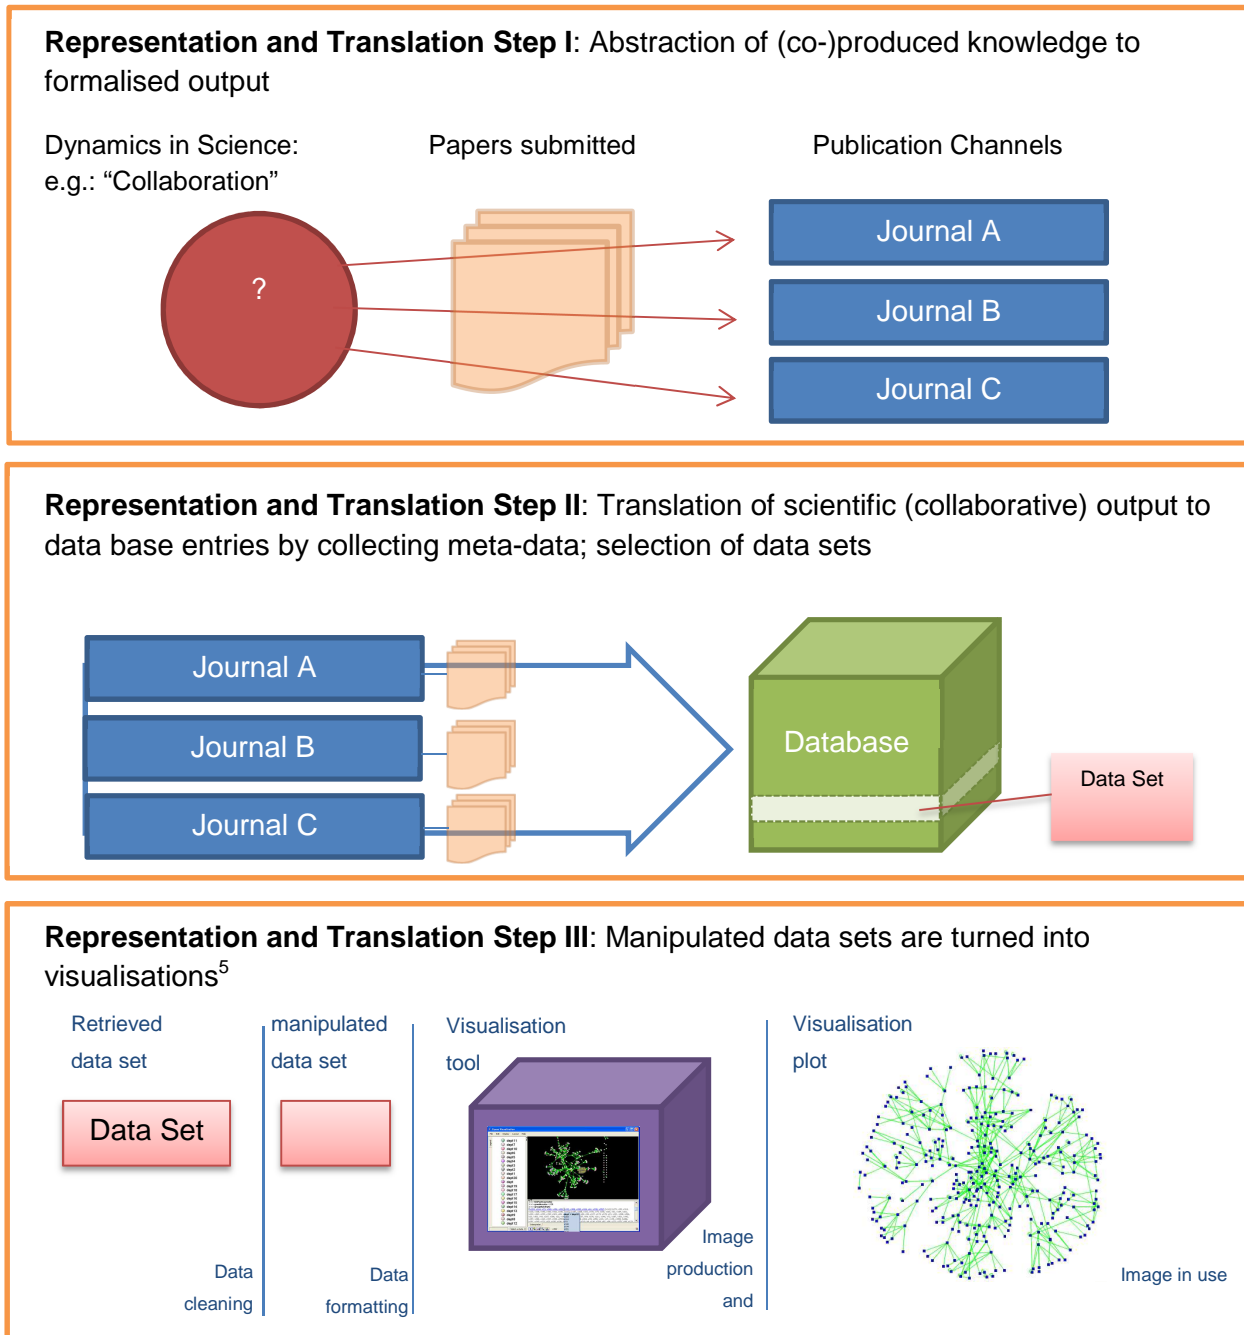 Representation and Translation Step I: Abstraction of (co-)produced knowledge to
formalised output
Dynamics in Science:
e.g.: “Collaboration”
Papers submitted
Publication Channels
?
Journal A
Journal B
Journal C
Representation and Translation Step II: Translation of scientific (collaborative) output to
data base entries by collecting meta-data; selection of data sets
Journal A
Journal B
Journal C
Database
Data Set
Representation and Translation Step III: Manipulated data sets are turned into
visualisations5
Retrieved
data set
manipulated
data set
Visualisation
tool
Visualisation
plot
Data Set
Data
cleaning
Data
formatting
Image
production
and
Image in use